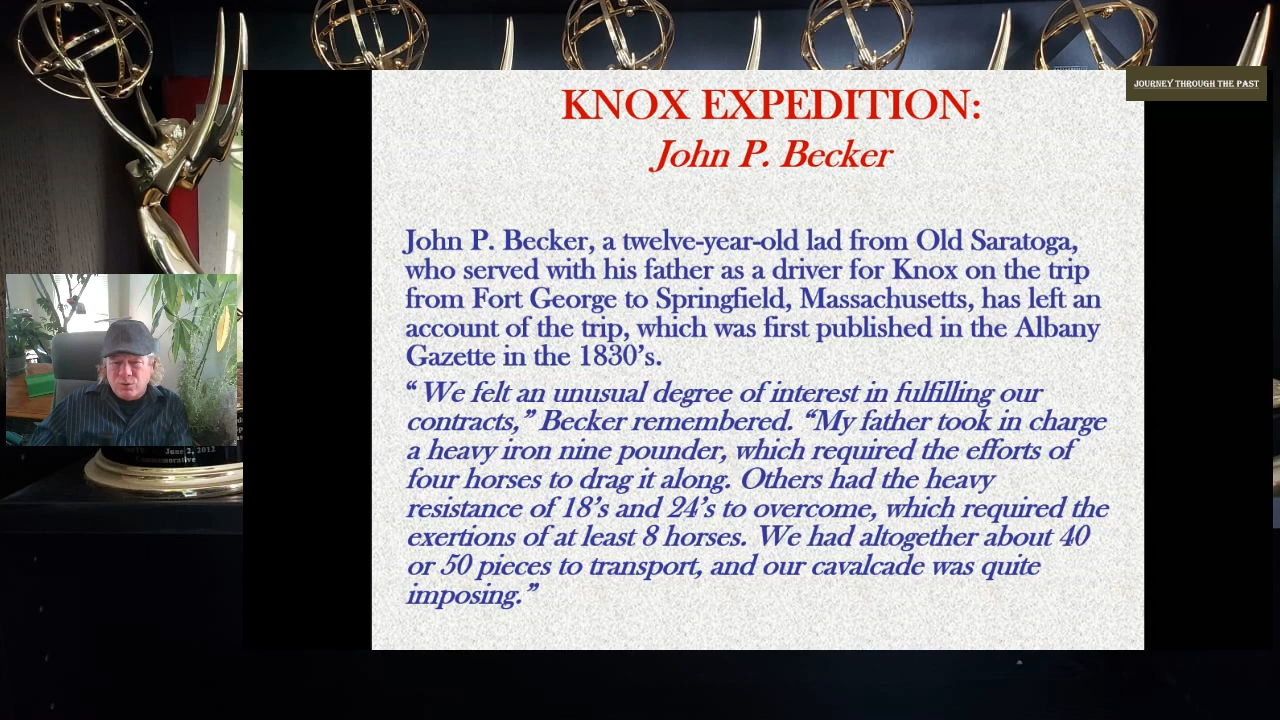 JOURNEY THROUGH THE PAST
KNOX EXPEDITION:
John P. Becker
John P. Becker, a twelve-year-old lad from Old Saratoga,
who served with his father as a driver for Knox on the trip
from Fort George to Springfield, Massachusetts, has left an
account of the trip, which was first published in the Albany
Gazette in the 1830’s.
“ We felt an unusual degree of interest in fulfilling our
contracts,” Becker remembered. “My father took in charge
a heavy iron nine pounder, which required the efforts of
four horses to drag it along. Others had the heavy
resistance of 18’s and 24’s to overcome, which required the
exertions of at least 8 horses. We had altogether about 40
or 50 pieces to transport, and our cavalcade was quite
imposing.”
June 2, 2012
Commemorative